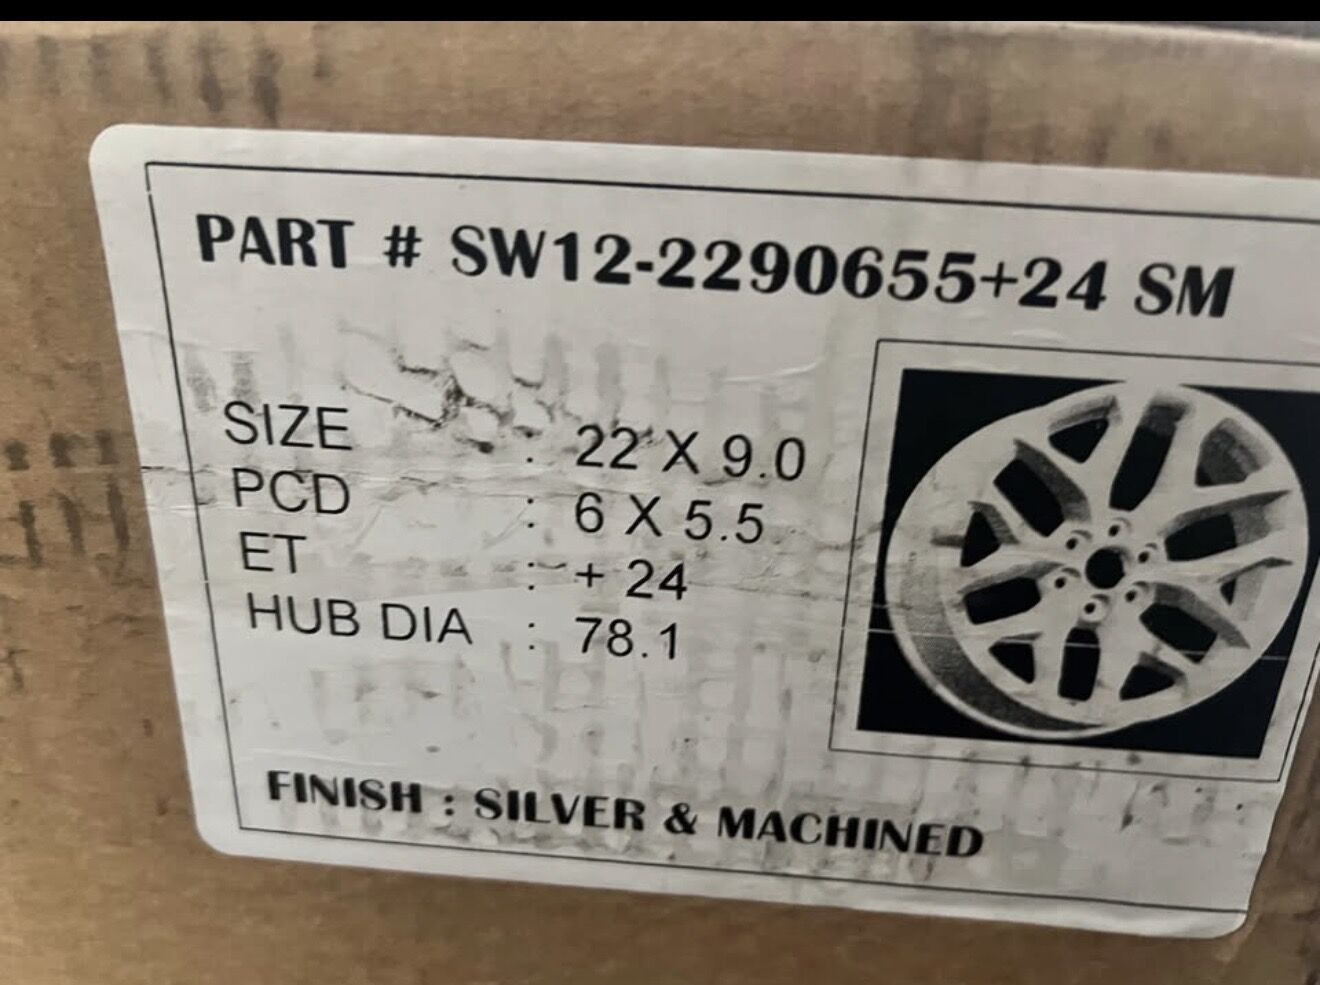 PART # SW12-2290655+24 SM
SIZE : 22 X 9.0
PCD : 6 X 5.5
ET : + 24
HUB DIA : 78.1
FINISH : SILVER & MACHINED